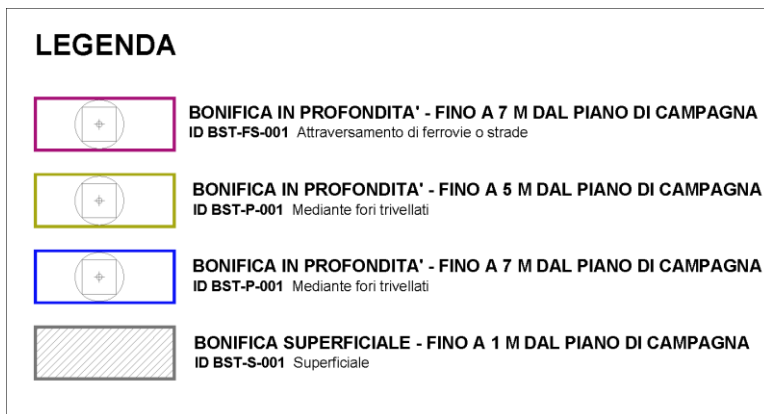 LEGENDA
BONIFICA IN PROFONDITA' - FINO A 7 M DAL PIANO DI CAMPAGNA
ID BST-FS-001 Attraversamento di ferrovie o strade
BONIFICA IN PROFONDITA' - FINO A 5 M DAL PIANO DI CAMPAGNA
ID BST-P-001 Mediante fori trivellati
BONIFICA IN PROFONDITA' - FINO A 7 M DAL PIANO DI CAMPAGNA
ID BST-P-001 Mediante fori trivellati
BONIFICA SUPERFICIALE - FINO A 1 M DAL PIANO DI CAMPAGNA
ID BST-S-001 Superficiale